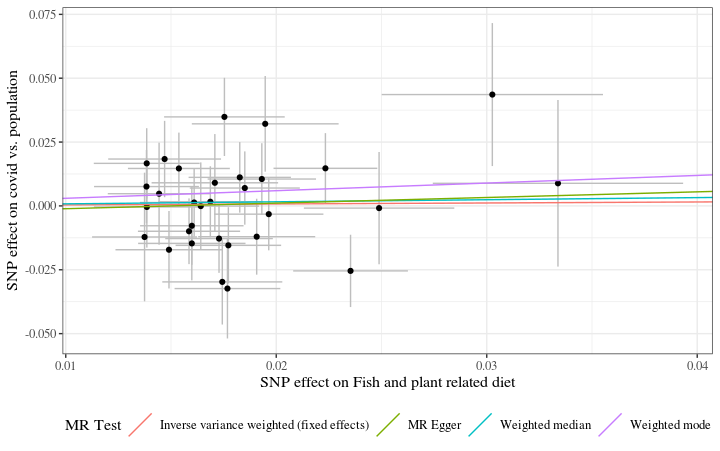 0.075
0.050
0.025
0.000
-0.025
-0.050
SNP effect on covid vs. population
0.01 0.02 0.03 0.04
SNP effect on Fish and plant related diet
MR Test Inverse variance weighted (fixed effects) MR Egger Weighted median Weighted mode